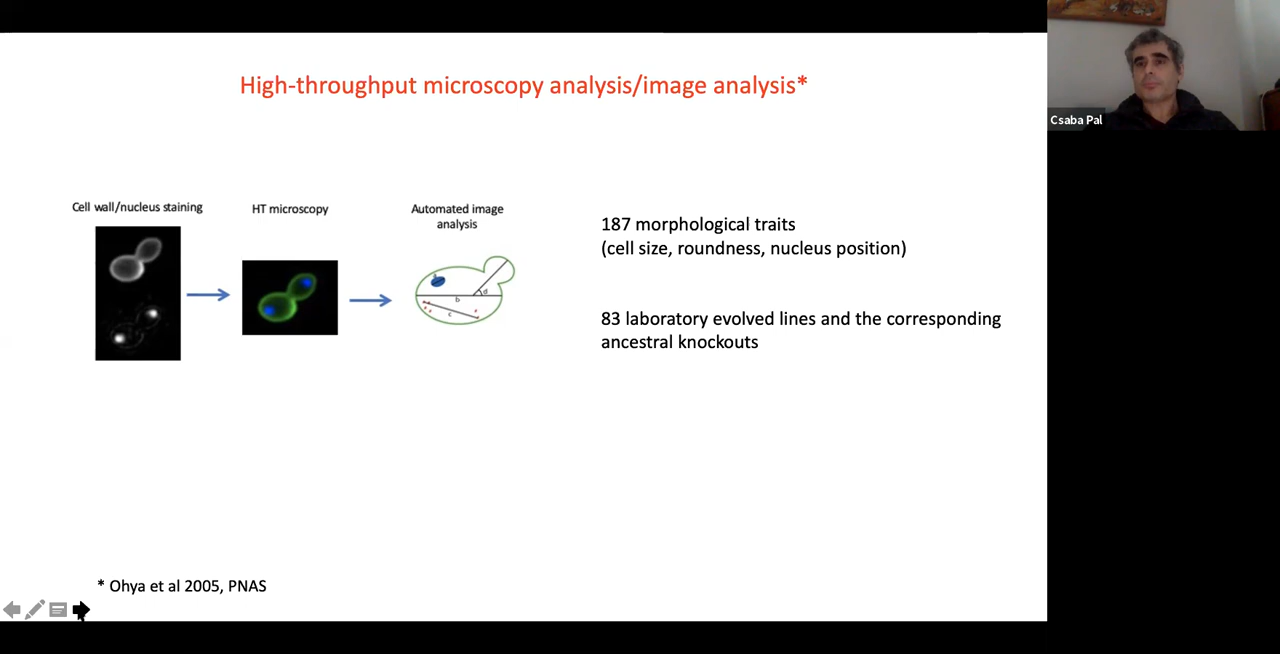 High-throughput microscopy analysis/image analysis*
Csaba Pal
Cell wall/nucleus staining
HT microscopy
Automated image
analysis
187 morphological traits
(cell size, roundness, nucleus position)
83 laboratory evolved lines and the corresponding
ancestral knockouts
b
c
d
* Ohya et al 2005, PNAS